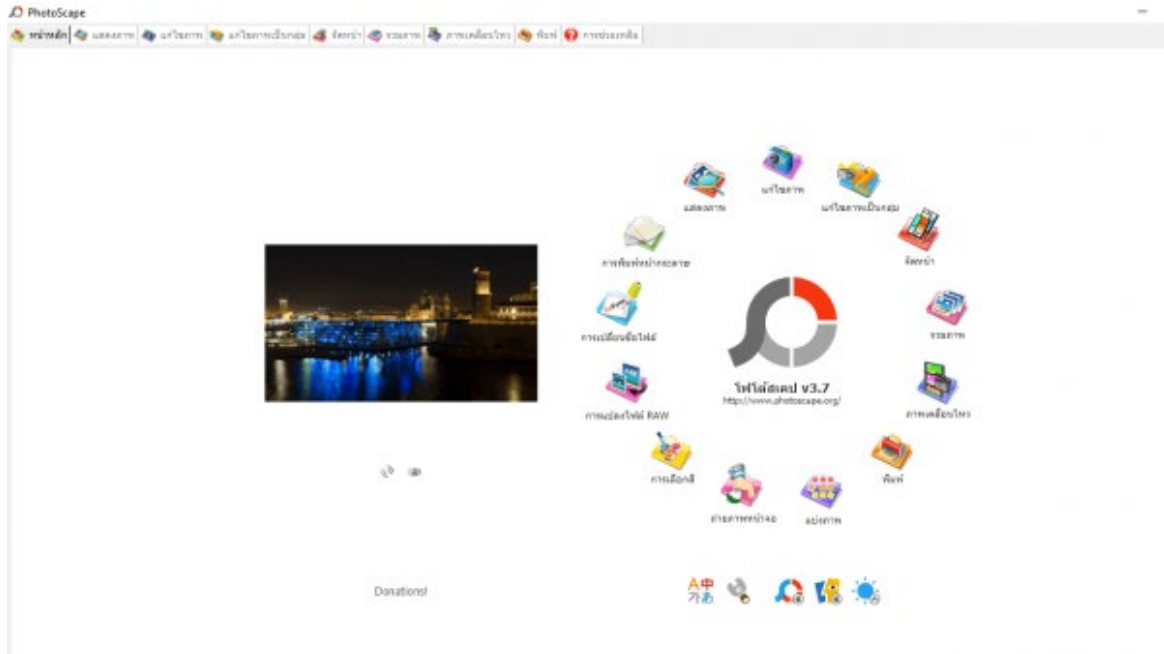 PhotoScape
หน้าหลัก แสดงภาพ แก้ไขภาพ แก้ไขภาพเป็นกลุ่ม จัดหน้า รวมภาพ ภาพเคลื่อนไหว พิมพ์ การช่วยเหลือ
แก้ไขภาพ
แสดงภาพ
แก้ไขภาพเป็นกลุ่ม
การพิมพ์หน้ากระดาษ
จัดหน้า
การเปลี่ยนชื่อไฟล์
รวมภาพ
โฟโต้สเคป v3.7
http://www.photoscape.org/
การแปลงไฟล์ RAW
ภาพเคลื่อนไหว
การเลือกสี
พิมพ์
ถ่ายภาพหน้าจอ
แบ่งภาพ
Donations!
A中
가あ